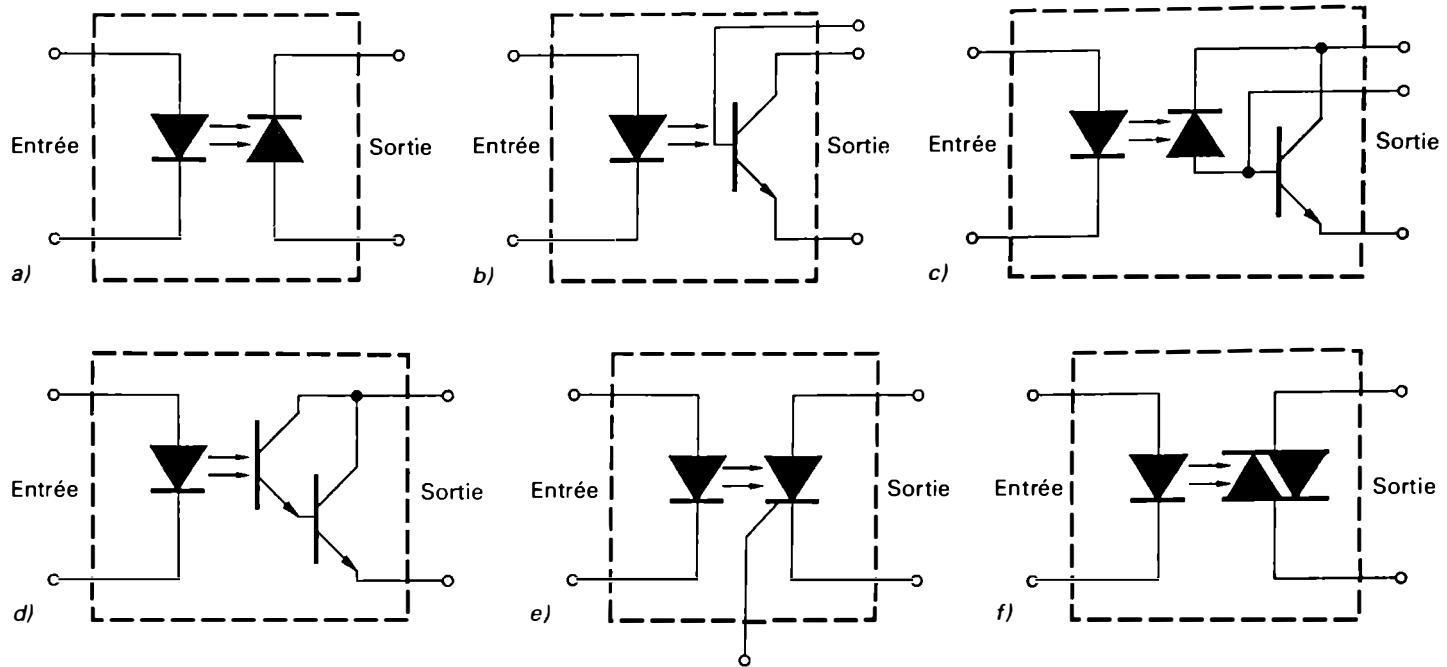 Entrée
Sortie
a)
Entrée
Sortie
b)
Entrée
Sortie
c)
Entrée
Sortie
d)
Entrée
Sortie
e)
Entrée
Sortie
f)